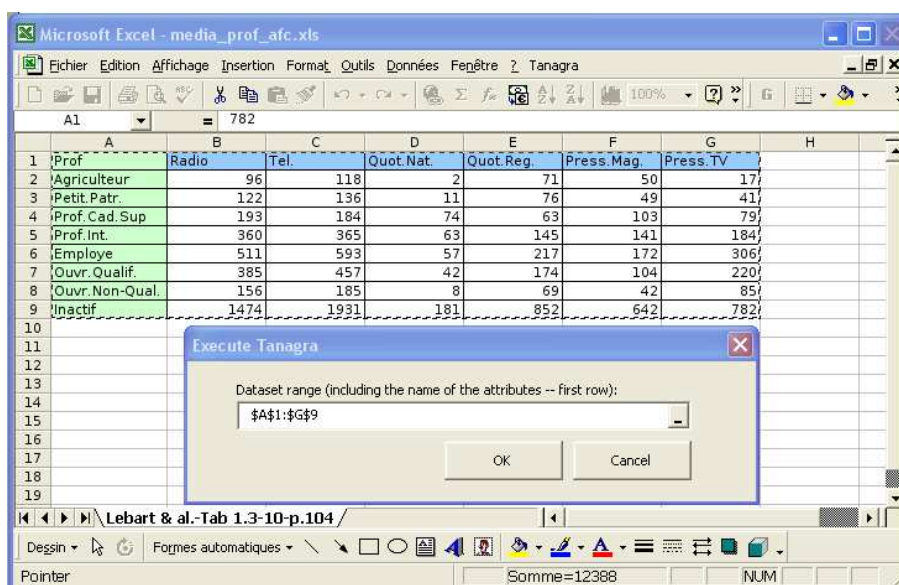 Microsoft Excel - media_prof_afc.xls
Fichier Edition Affichage Insertion Format Outils Données Fenêtre ? Tanagra
100% G
A1 = 782
A B C D E F G H
1 Prof Radio Tel. Quot.Nat. Quot.Reg. Press.Mag. Press.TV
2 Agriculteur 96 118 2 71 50 17
3 Petit.Patr. 122 136 11 76 49 41
4 Prof.Cad.Sup 193 184 74 63 103 79
5 Prof.Int. 360 365 63 145 141 184
6 Employe 511 593 57 217 172 306
7 Ouvr.Qualif. 385 457 42 174 104 220
8 Ouvr.Non-Qual. 156 185 8 69 42 85
9 Inactif 1474 1931 181 852 642 782
10
11 Execute Tanagra
12
13 Dataset range (including the name of the attributes -- first row):
14
15 $A$1:$G$9
16
17 OK Cancel
18
19
Lebart & al.-Tab 1.3-10-p.104
Dessin Formes automatiques
Pointer Somme=12388 NUM